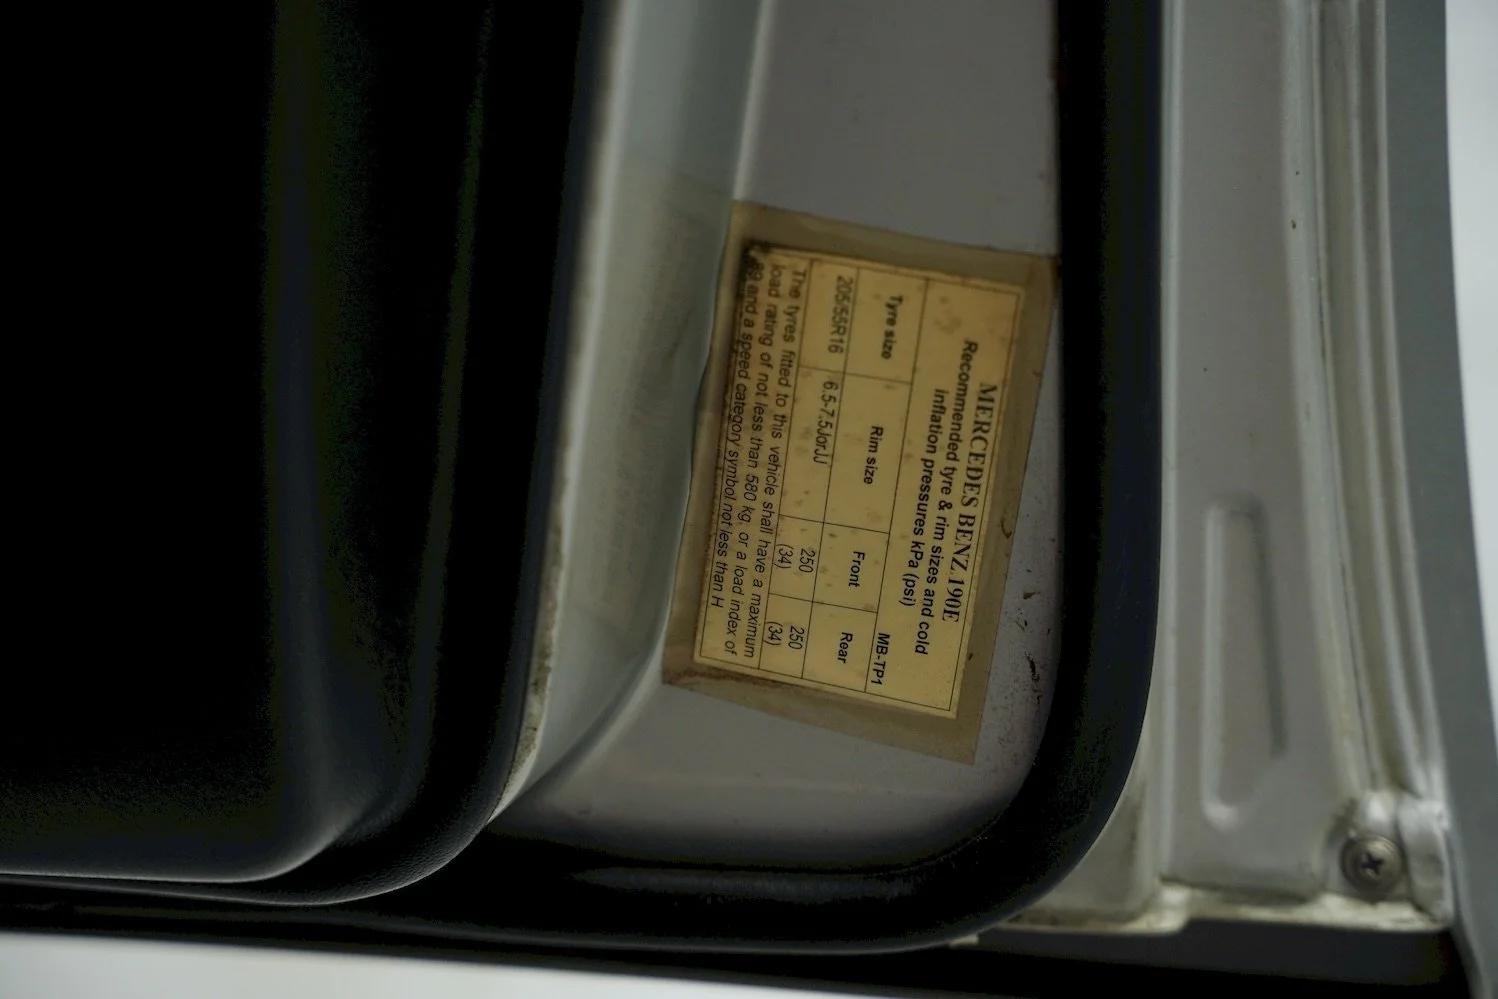 MERCEDES BENZ 190E
Recommended tyre & rim sizes and cold
inflation pressures kPa (psi)
MB-TP1
Tyre size Rim size Front Rear
205/55R16 6.5-7.5JorJJ 250 250
(34) (34)
The tyres fitted to this vehicle shall have a maximum
load rating of not less than 580 kg. or a load index of
89 and a speed category symbol not less than H